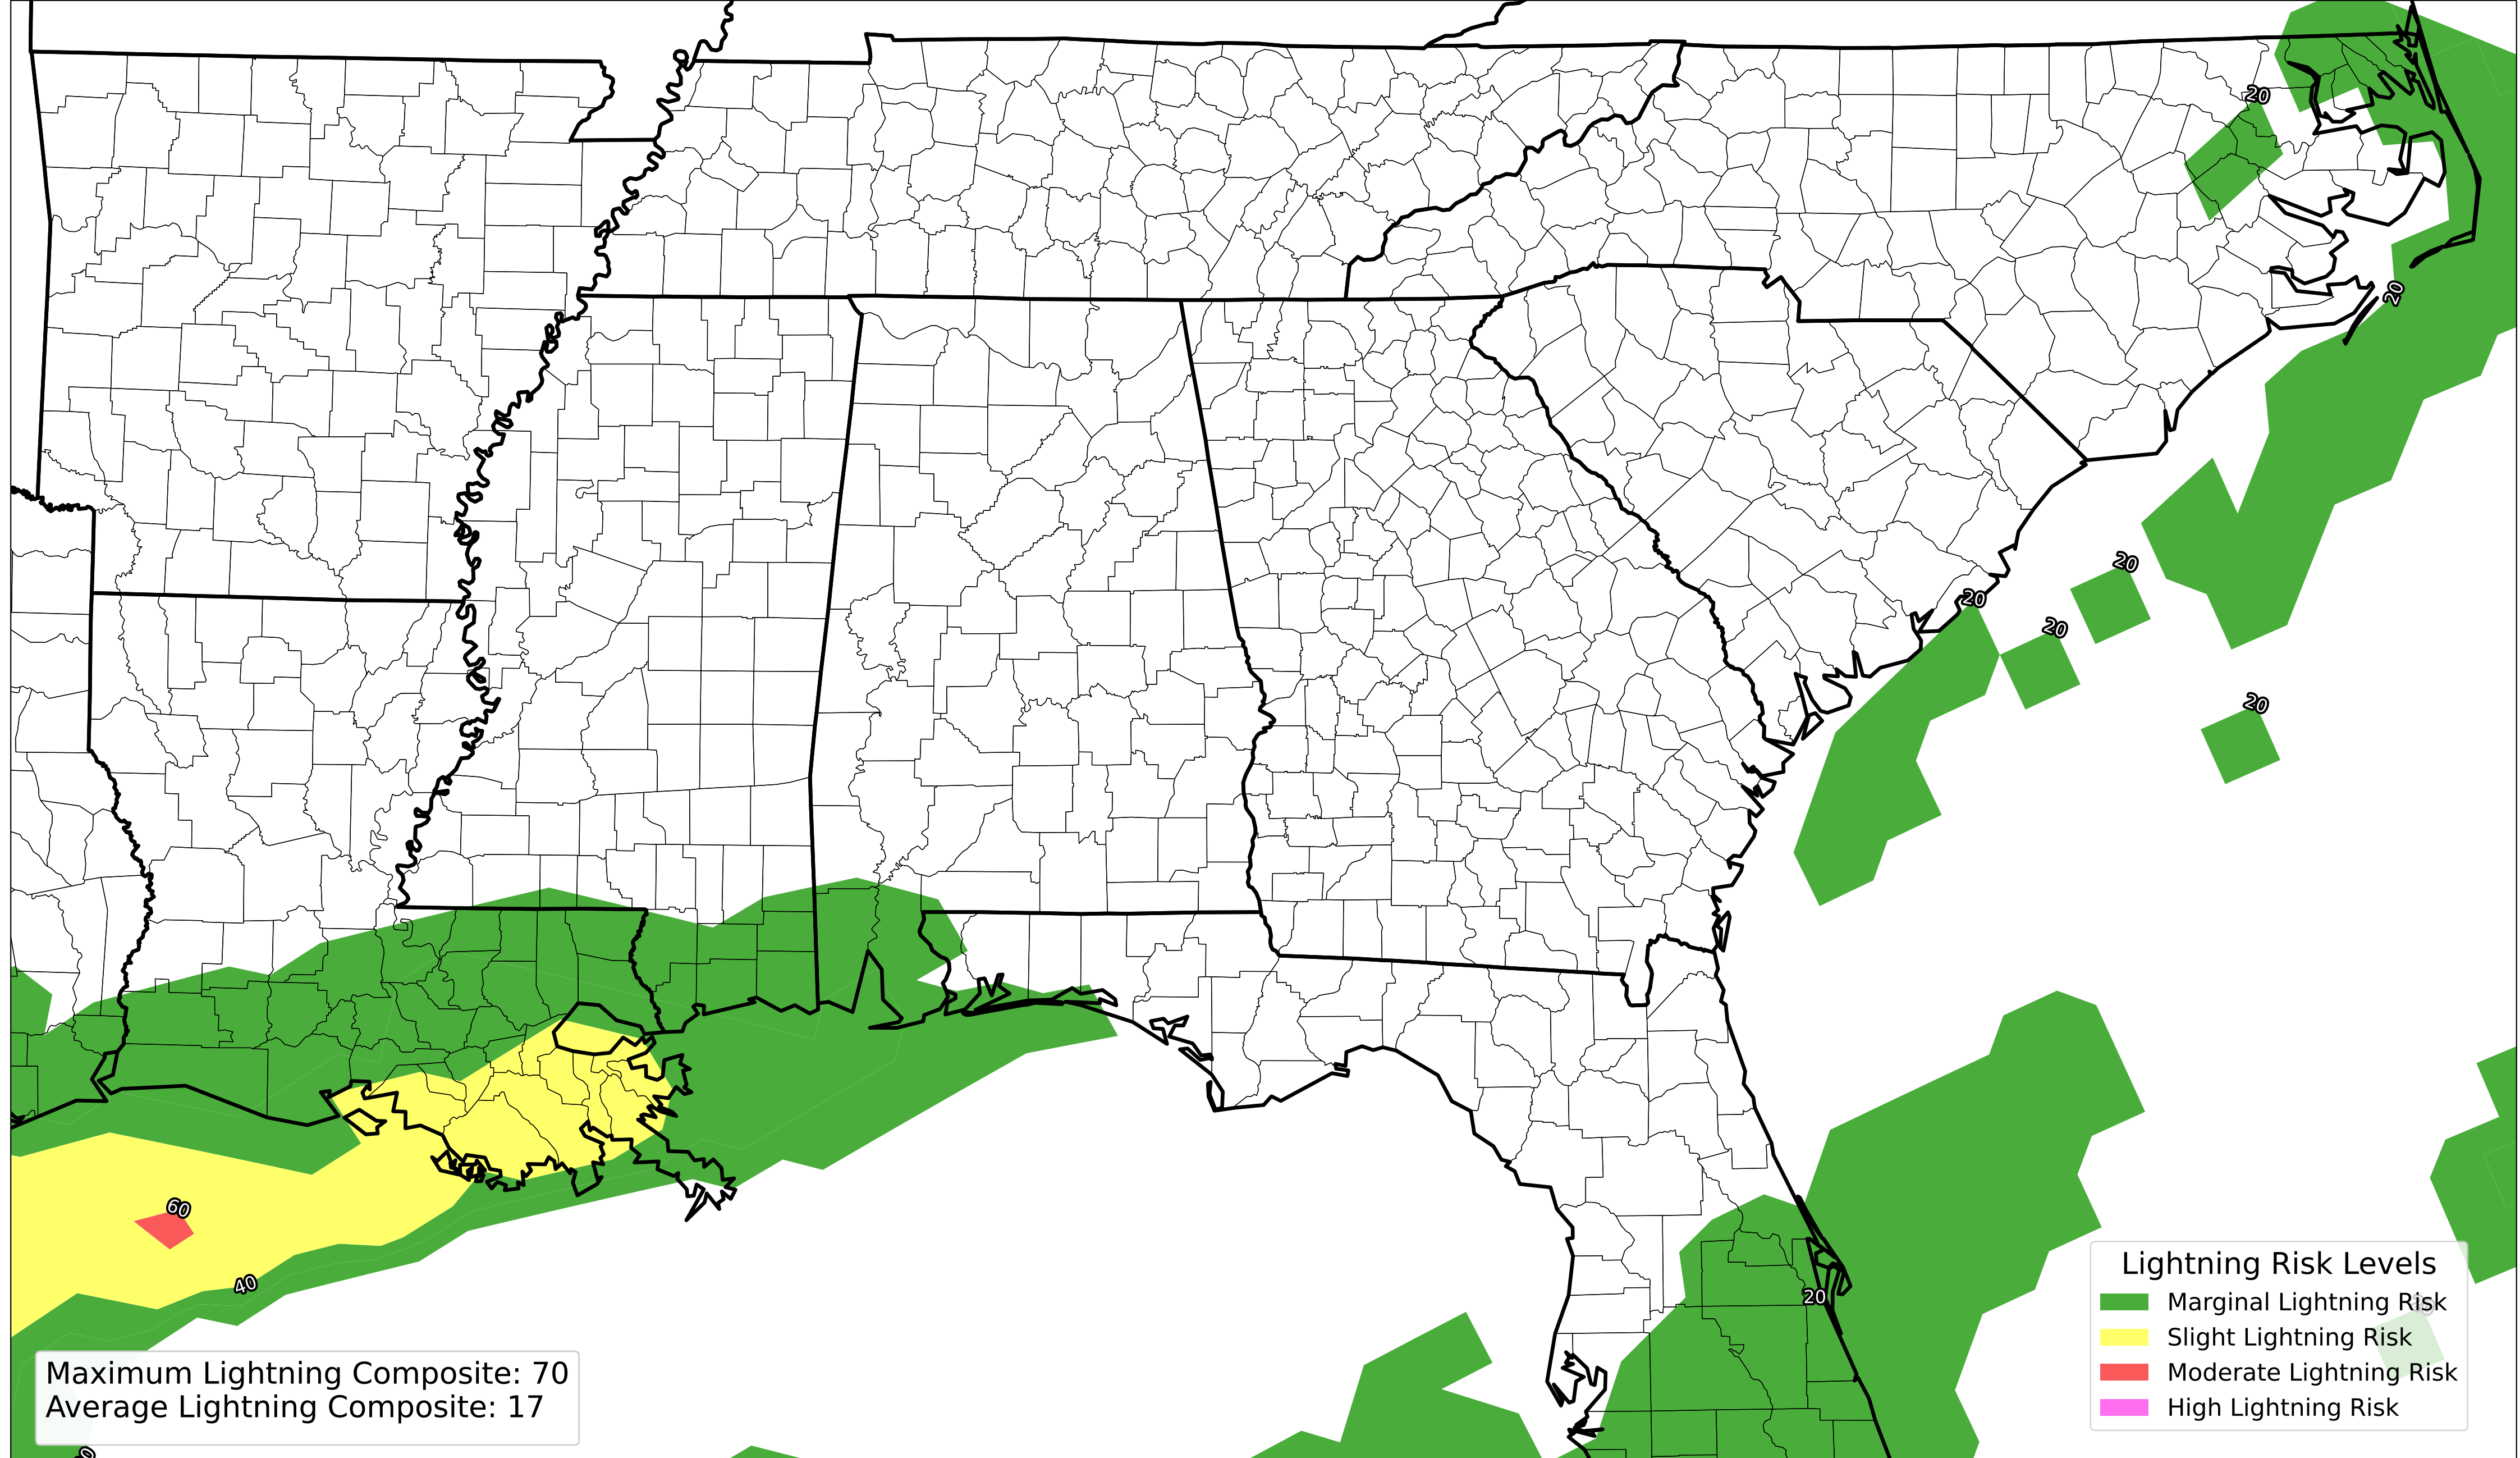 20
20
20
20
20
20
60
40
20
Lightning Risk Levels
Marginal Lightning Risk
Slight Lightning Risk
Moderate Lightning Risk
High Lightning Risk
Maximum Lightning Composite: 70
Average Lightning Composite: 17